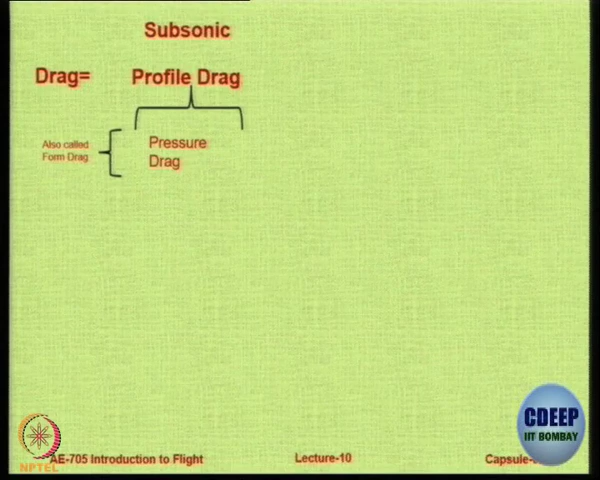 Subsonic
Drag= Profile Drag
Also called
Form Drag
Pressure
Drag
CDEEP
IIT BOMBAY
NPTEL
AE-705 Introduction to Flight Lecture-10